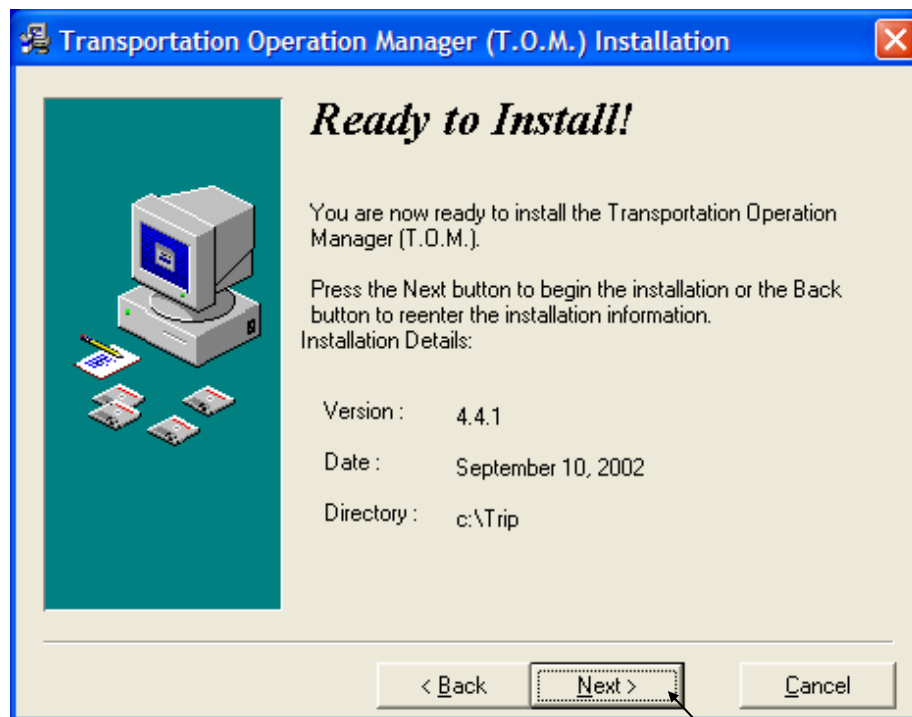 Transportation Operation Manager (T.O.M.) Installation
Ready to Install!
You are now ready to install the Transportation Operation
Manager (T.O.M.).
Press the Next button to begin the installation or the Back
button to reenter the installation information.
Installation Details:
Version : 4.4.1
Date : September 10, 2002
Directory : c:\Trip
< Back Next > Cancel